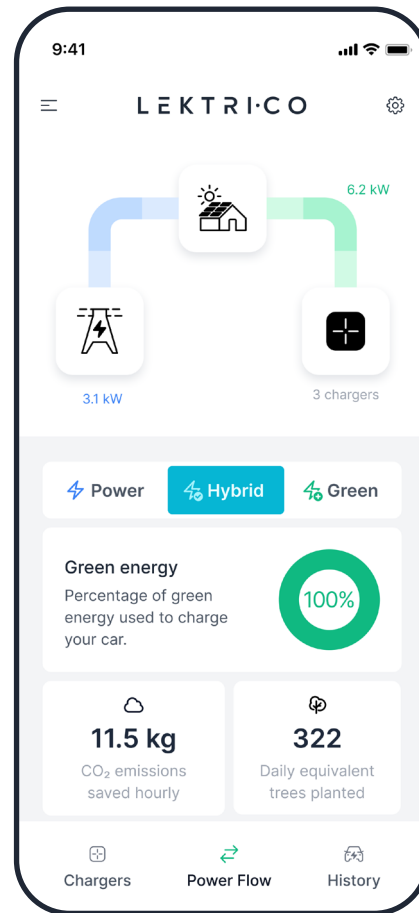 9:41
LEKTRI·CO
6.2 kW
3.1 kW
3 chargers
Power
Hybrid
Green
Green energy
Percentage of green
energy used to charge
your car.
100%
11.5 kg
CO₂ emissions
saved hourly
322
Daily equivalent
trees planted
Chargers
Power Flow
History